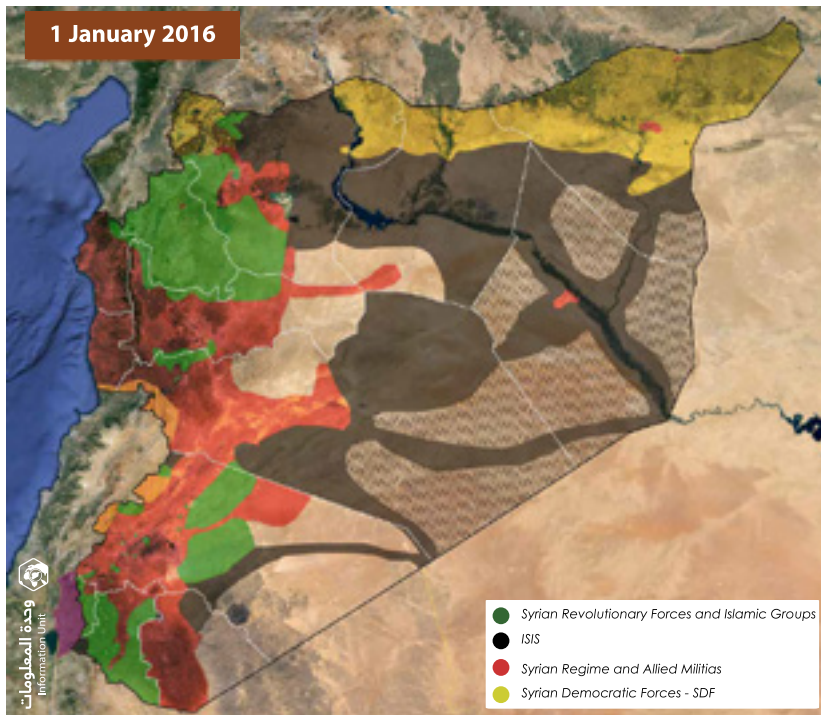 1 January 2016
وحدة المعلومات
Information Unit
Syrian Revolutionary Forces and Islamic Groups
ISIS
Syrian Regime and Allied Militias
Syrian Democratic Forces - SDF